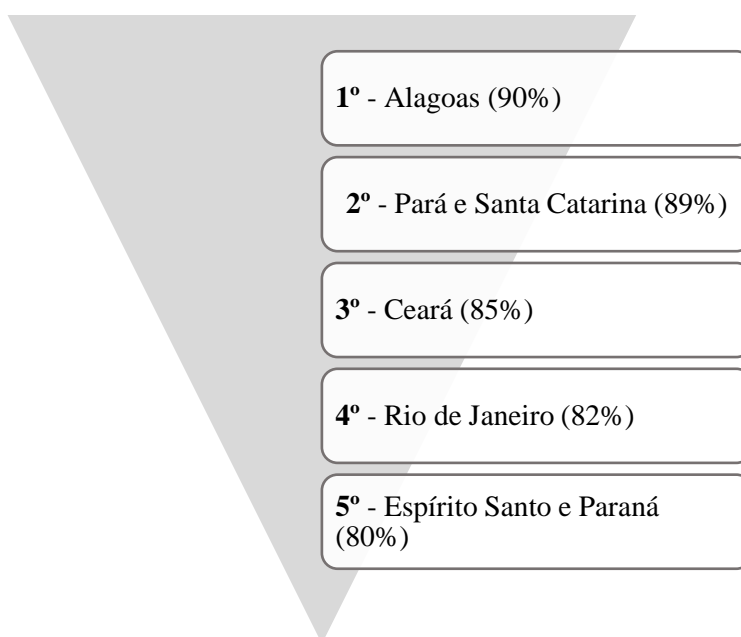 1º - Alagoas (90%)
2º - Pará e Santa Catarina (89%)
3º - Ceará (85%)
4º - Rio de Janeiro (82%)
5º - Espírito Santo e Paraná
(80%)